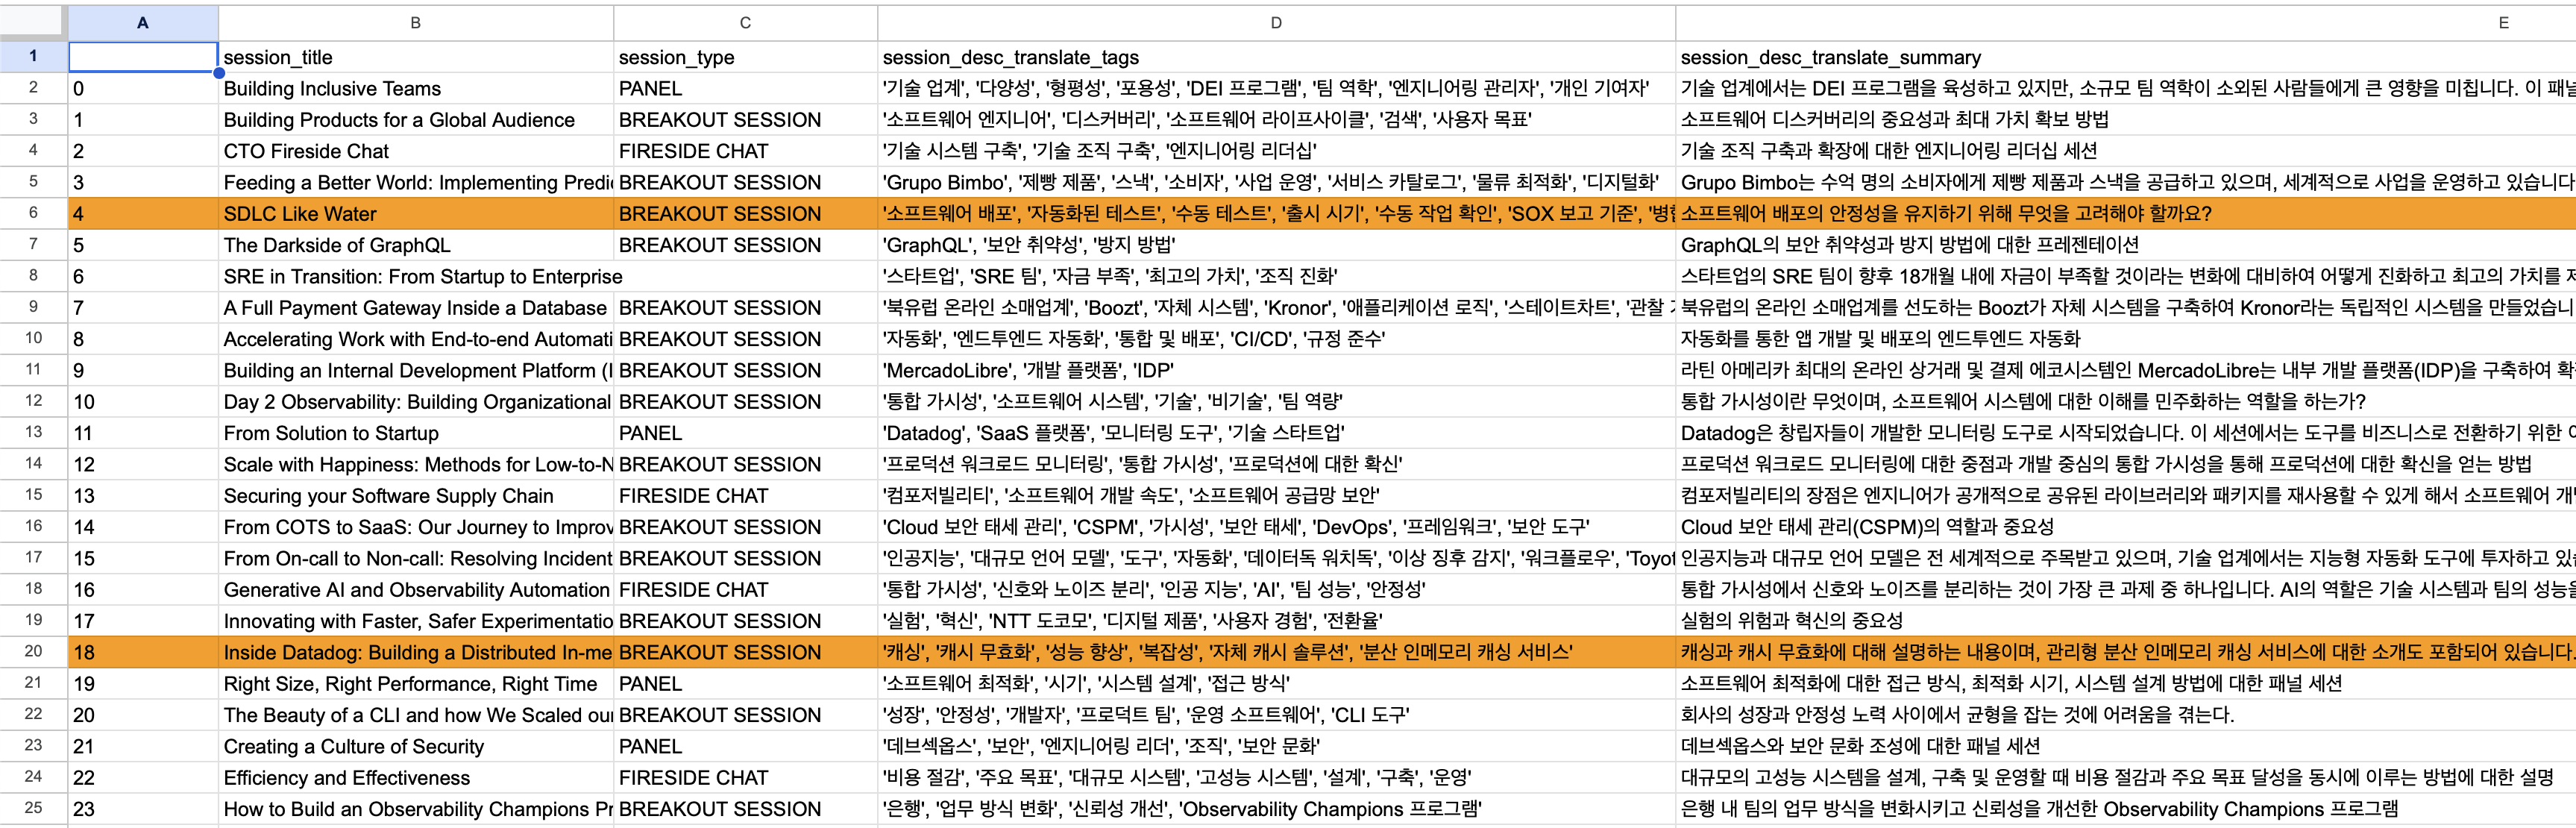 A B C D E
1 session_title session_type session_desc_translate_tags session_desc_translate_summary
2 0 Building Inclusive Teams PANEL '기술 업계', '다양성', '형평성', '포용성', 'DEI 프로그램', '팀 역학', '엔지니어링 관리자', '개인 기여자' 기술 업계에서는 DEI 프로그램을 육성하고 있지만, 소규모 팀 역학이 소외된 사람들에게 큰 영향을 미칩니다. 이 패널
3 1 Building Products for a Global Audience BREAKOUT SESSION '소프트웨어 엔지니어', '디스커버리', '소프트웨어 라이프사이클', '검색', '사용자 목표' 소프트웨어 디스커버리의 중요성과 최대 가치 확보 방법
4 2 CTO Fireside Chat FIRESIDE CHAT '기술 시스템 구축', '기술 조직 구축', '엔지니어링 리더십' 기술 조직 구축과 확장에 대한 엔지니어링 리더십 세션
5 3 Feeding a Better World: Implementing Predi BREAKOUT SESSION 'Grupo Bimbo', '제빵 제품', '스낵', '소비자', '사업 운영', '서비스 카탈로그', '물류 최적화', '디지털화' Grupo Bimbo는 수억 명의 소비자에게 제빵 제품과 스낵을 공급하고 있으며, 세계적으로 사업을 운영하고 있습니다
6 4 SDLC Like Water BREAKOUT SESSION '소프트웨어 배포', '자동화된 테스트', '수동 테스트', '출시 시기', '수동 작업 확인', 'SOX 보고 기준', '병합 소프트웨어 배포의 안정성을 유지하기 위해 무엇을 고려해야 할까요?
7 5 The Darkside of GraphQL BREAKOUT SESSION 'GraphQL', '보안 취약성', '방지 방법' GraphQL의 보안 취약성과 방지 방법에 대한 프레젠테이션
8 6 SRE in Transition: From Startup to Enterprise '스타트업', 'SRE 팀', '자금 부족', '최고의 가치', '조직 진화' 스타트업의 SRE 팀이 향후 18개월 내에 자금이 부족할 것이라는 변화에 대비하여 어떻게 진화하고 최고의 가치를
9 7 A Full Payment Gateway Inside a Database BREAKOUT SESSION '북유럽 온라인 소매업계', 'Boozt', '자체 시스템', 'Kronor', '애플리케이션 로직', '스테이트차트', '관찰 북유럽의 온라인 소매업계를 선도하는 Boozt가 자체 시스템을 구축하여 Kronor라는 독립적인 시스템을 만들었습니
10 8 Accelerating Work with End-to-end Automati BREAKOUT SESSION '자동화', '엔드투엔드 자동화', '통합 및 배포', 'CI/CD', '규정 준수' 자동화를 통한 앱 개발 및 배포의 엔드투엔드 자동화
11 9 Building an Internal Development Platform (I BREAKOUT SESSION 'MercadoLibre', '개발 플랫폼', 'IDP' 라틴 아메리카 최대의 온라인 상거래 및 결제 에코시스템인 MercadoLibre는 내부 개발 플랫폼(IDP)을 구축하여 확
12 10 Day 2 Observability: Building Organizational BREAKOUT SESSION '통합 가시성', '소프트웨어 시스템', '기술', '비기술', '팀 역량' 통합 가시성이란 무엇이며, 소프트웨어 시스템에 대한 이해를 민주화하는 역할을 하는가?
13 11 From Solution to Startup PANEL 'Datadog', 'SaaS 플랫폼', '모니터링 도구', '기술 스타트업' Datadog은 창립자들이 개발한 모니터링 도구로 시작되었습니다. 이 세션에서는 도구를 비즈니스로 전환하기 위한
14 12 Scale with Happiness: Methods for Low-to-N BREAKOUT SESSION '프로덕션 워크로드 모니터링', '통합 가시성', '프로덕션에 대한 확신' 프로덕션 워크로드 모니터링에 대한 중점과 개발 중심의 통합 가시성을 통해 프로덕션에 대한 확신을 얻는 방법
15 13 Securing your Software Supply Chain FIRESIDE CHAT '컴포저빌리티', '소프트웨어 개발 속도', '소프트웨어 공급망 보안' 컴포저빌리티의 장점은 엔지니어가 공개적으로 공유된 라이브러리와 패키지를 재사용할 수 있게 해서 소프트웨어 개발
16 14 From COTS to SaaS: Our Journey to Improv BREAKOUT SESSION 'Cloud 보안 태세 관리', 'CSPM', '가시성', '보안 태세', 'DevOps', '프레임워크', '보안 도구' Cloud 보안 태세 관리(CSPM)의 역할과 중요성
17 15 From On-call to Non-call: Resolving Incident BREAKOUT SESSION '인공지능', '대규모 언어 모델', '도구', '자동화', '데이터독 워치독', '이상 징후 감지', '워크플로우', 'Toyot 인공지능과 대규모 언어 모델은 전 세계적으로 주목받고 있으며, 기술 업계에서는 지능형 자동화 도구에 투자하고
18 16 Generative AI and Observability Automation FIRESIDE CHAT '통합 가시성', '신호와 노이즈 분리', '인공 지능', 'AI', '팀 성능', '안정성' 통합 가시성에서 신호와 노이즈를 분리하는 것이 가장 큰 과제 중 하나입니다. AI의 역할은 기술 시스템과 팀의 성능을
19 17 Innovating with Faster, Safer Experimentatio BREAKOUT SESSION '실험', '혁신', 'NTT 도코모', '디지털 제품', '사용자 경험', '전환율' 실험의 위험과 혁신의 중요성
20 18 Inside Datadog: Building a Distributed In-me BREAKOUT SESSION '캐싱', '캐시 무효화', '성능 향상', '복잡성', '자체 캐시 솔루션', '분산 인메모리 캐싱 서비스' 캐싱과 캐시 무효화에 대해 설명하는 내용이며, 관리형 분산 인메모리 캐싱 서비스에 대한 소개도 포함되어 있습니다.
21 19 Right Size, Right Performance, Right Time PANEL '소프트웨어 최적화', '시기', '시스템 설계', '접근 방식' 소프트웨어 최적화에 대한 접근 방식, 최적화 시기, 시스템 설계 방법에 대한 패널 세션
22 20 The Beauty of a CLI and how We Scaled our BREAKOUT SESSION '성장', '안정성', '개발자', '프로덕트 팀', '운영 소프트웨어', 'CLI 도구' 회사의 성장과 안정성 노력 사이에서 균형을 잡는 것에 어려움을 겪는다.
23 21 Creating a Culture of Security PANEL '데브섹옵스', '보안', '엔지니어링 리더', '조직', '보안 문화' 데브섹옵스와 보안 문화 조성에 대한 패널 세션
24 22 Efficiency and Effectiveness FIRESIDE CHAT '비용 절감', '주요 목표', '대규모 시스템', '고성능 시스템', '설계', '구축', '운영' 대규모의 고성능 시스템을 설계, 구축 및 운영할 때 비용 절감과 주요 목표 달성을 동시에 이루는 방법에 대한 설명
25 23 How to Build an Observability Champions Pr BREAKOUT SESSION '은행', '업무 방식 변화', '신뢰성 개선', 'Observability Champions 프로그램' 은행 내 팀의 업무 방식을 변화시키고 신뢰성을 개선한 Observability Champions 프로그램